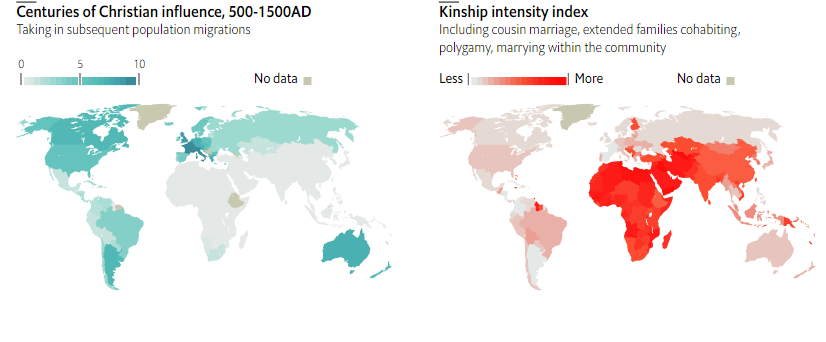 Centuries of Christian influence, 500-1500AD
Taking in subsequent population migrations
0 5 10
No data
Kinship intensity index
Including cousin marriage, extended families cohabiting,
polygamy, marrying within the community
Less More
No data